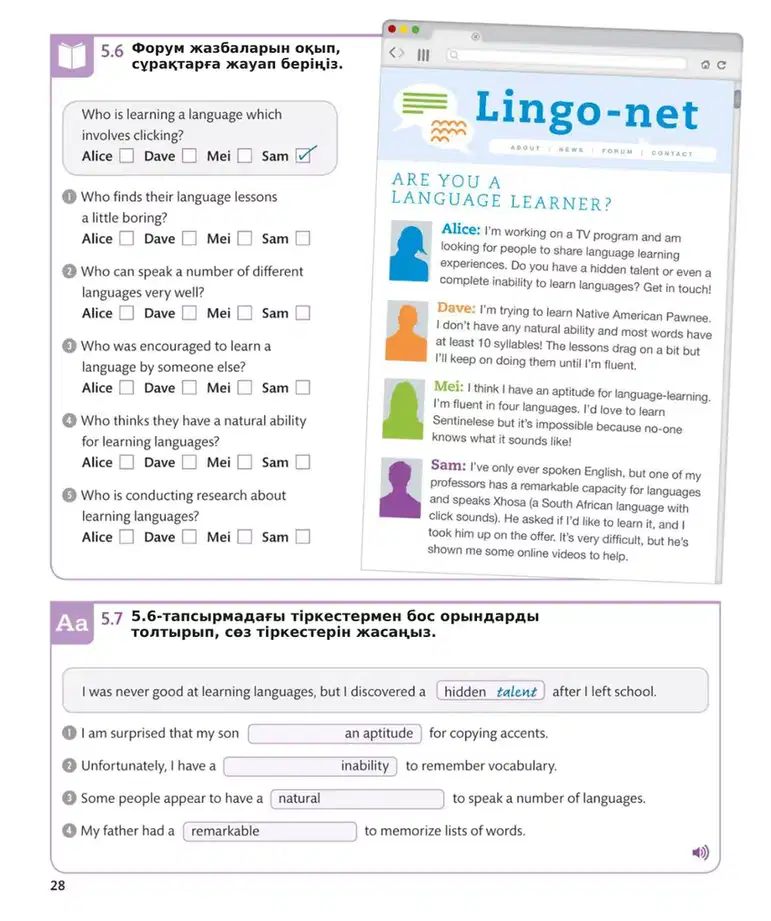 5.6 Форум жазбаларын оқып,
сұрақтарға жауап беріңіз.
Who is learning a language which
involves clicking?
Alice Dave Mei Sam ✓
1 Who finds their language lessons
a little boring?
Alice Dave Mei Sam
2 Who can speak a number of different
languages very well?
Alice Dave Mei Sam
3 Who was encouraged to learn a
language by someone else?
Alice Dave Mei Sam
4 Who thinks they have a natural ability
for learning languages?
Alice Dave Mei Sam
5 Who is conducting research about
learning languages?
Alice Dave Mei Sam
Lingo-net
ABOUT | NEWS | FORUM | CONTACT
ARE YOU A
LANGUAGE LEARNER?
Alice: I'm working on a TV program and am
looking for people to share language learning
experiences. Do you have a hidden talent or even a
complete inability to learn languages? Get in touch!
Dave: I'm trying to learn Native American Pawnee.
I don't have any natural ability and most words have
at least 10 syllables! The lessons drag on a bit but
I'll keep on doing them until I'm fluent.
Mei: I think I have an aptitude for language-learning.
I'm fluent in four languages. I'd love to learn
Sentinelese but it's impossible because no-one
knows what it sounds like!
Sam: I've only ever spoken English, but one of my
professors has a remarkable capacity for languages
and speaks Xhosa (a South African language with
click sounds). He asked if I'd like to learn it, and I
took him up on the offer. It's very difficult, but he's
shown me some online videos to help.
Aa 5.7 5.6-тапсырмадағы тіркестермен бос орындарды
толтырып, сөз тіркестерін жасаңыз.
I was never good at learning languages, but I discovered a hidden talent after I left school.
1 I am surprised that my son an aptitude for copying accents.
2 Unfortunately, I have a inability to remember vocabulary.
3 Some people appear to have a natural to speak a number of languages.
4 My father had a remarkable to memorize lists of words.
28